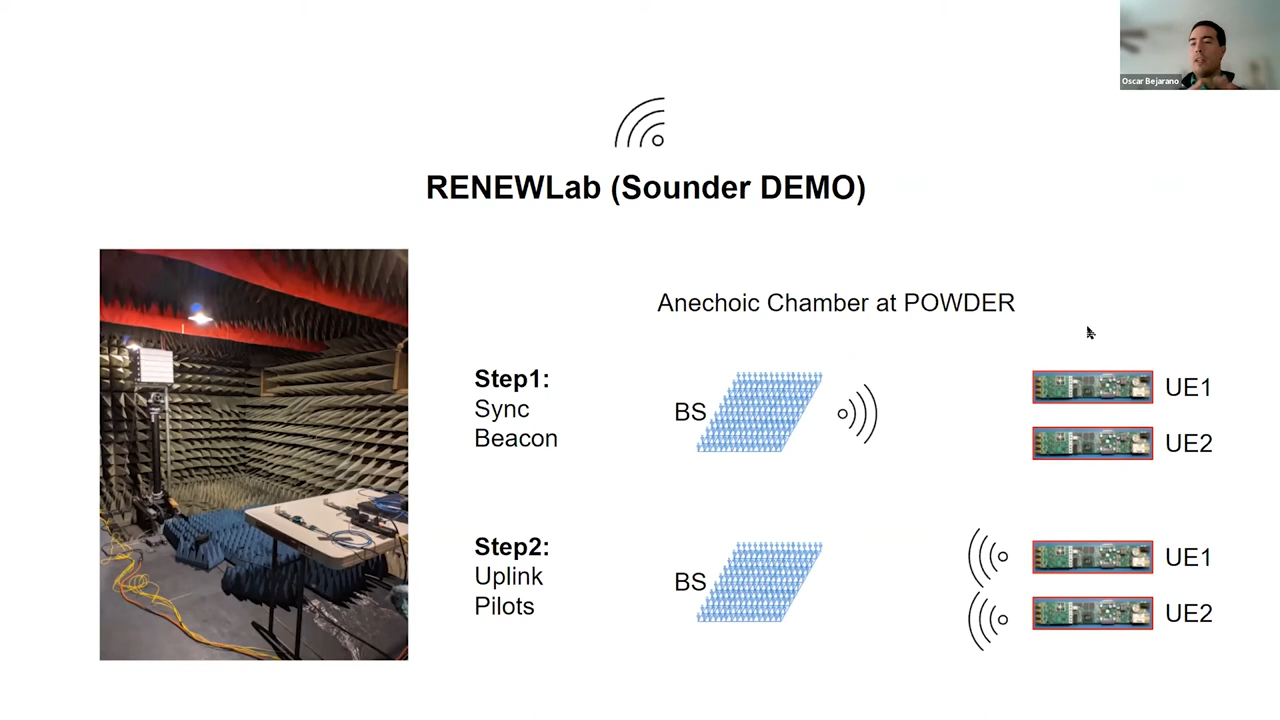 Oscar Bejarano
RENEWLab (Sounder DEMO)
Anechoic Chamber at POWDER
Step1:
Sync
Beacon
BS
UE1
UE2
Step2:
Uplink
Pilots
BS
UE1
UE2